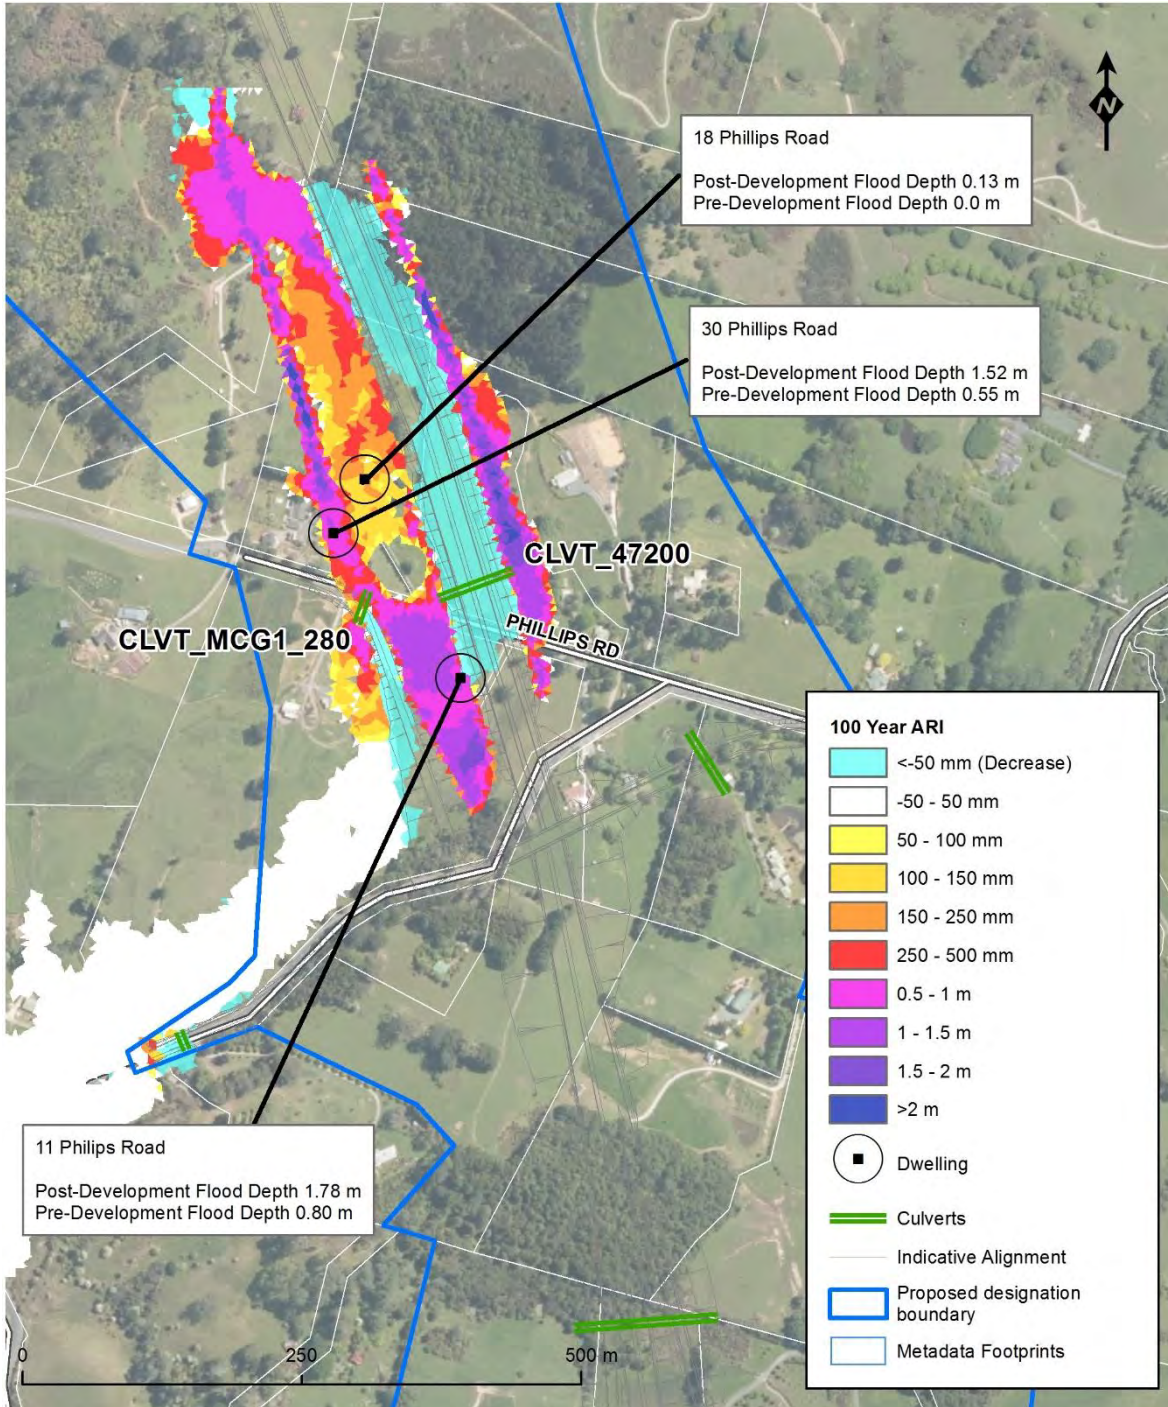 N
18 Phillips Road
Post-Development Flood Depth 0.13 m
Pre-Development Flood Depth 0.0 m
30 Phillips Road
Post-Development Flood Depth 1.52 m
Pre-Development Flood Depth 0.55 m
CLVT_47200
CLVT_MCG1_280
PHILLIPS RD
11 Philips Road
Post-Development Flood Depth 1.78 m
Pre-Development Flood Depth 0.80 m
100 Year ARI
<-50 mm (Decrease)
-50 - 50 mm
50 - 100 mm
100 - 150 mm
150 - 250 mm
250 - 500 mm
0.5 - 1 m
1 - 1.5 m
1.5 - 2 m
>2 m
Dwelling
Culverts
Indicative Alignment
Proposed designation
boundary
Metadata Footprints
0 250 500 m